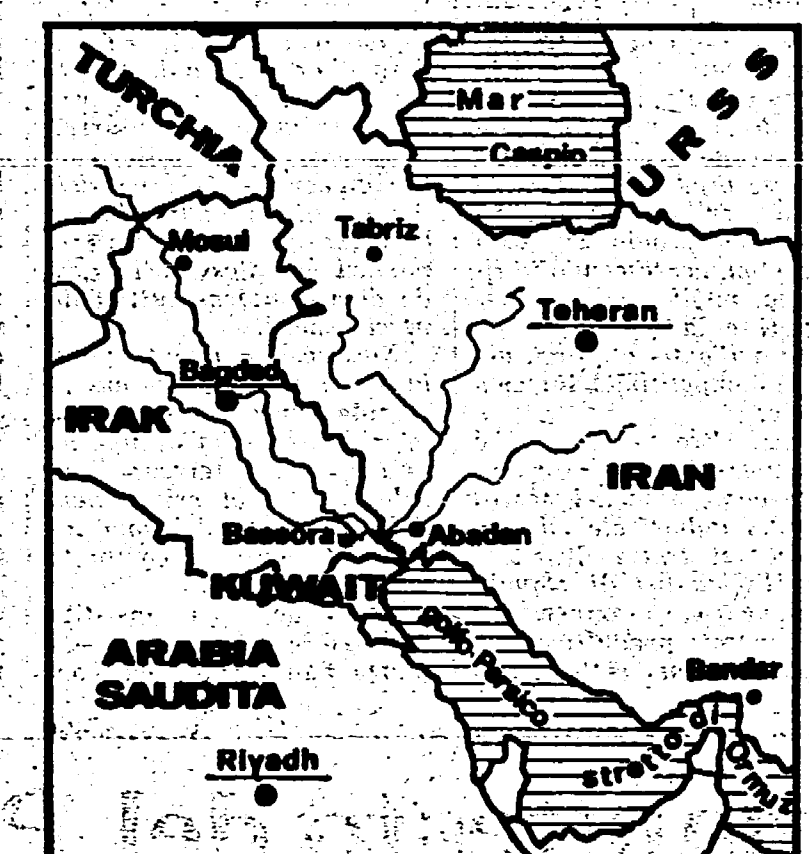 TURCHIA
Mar
Caspio
URSS
Mosul
Tabriz
Teheran
Bagdad
IRAK
IRAN
Bassora
Abadan
KUWAIT
golfo Persico
ARABIA
SAUDITA
Bandar
stretto di Ormuz
Riyadh